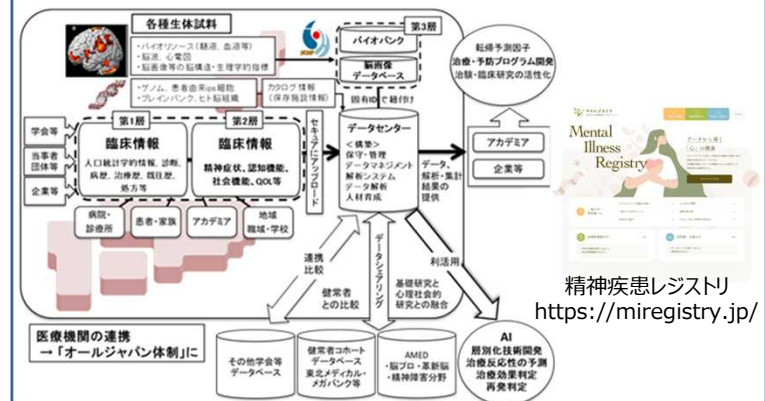 各種生体試料
・バイオリソース(髄液、血液等)
・脳波、心電図
・脳画像等の脳構造・生理学的指標
・ゲノム、患者由来ips細胞
・ブレインバンク、ヒト脳組織
カタログ情報
(保存施設情報)
第3層
バイオバンク
脳画像
データベース
固有IDで紐付け
学会等
当事者
団体等
企業等
第1層
臨床情報
人口統計学的情報、診断、
病歴、治療歴、既往歴、
処方等
第2層
臨床情報
精神症状、認知機能、
社会機能、QOL等
セキュアにアップロード
データセンター
<構築>
保守・管理
データマネジメント
解析システム
データ解析
人材育成
データ、
解析・集計
結果の
提供
転帰予測因子
治療・予防プログラム開発
治験・臨床研究の活性化
アカデミア
企業等
病院・
診療所
患者・家族
アカデミア
地域
職域・学校
連携
比較
健常者
との比較
データシェアリング
基礎研究と
心理社会的
研究との融合
利活用
医療機関の連携
→「オールジャパン体制」に
その他学会等
データベース
健常者コホート
データベース
東北メディカル・
メガバンク等
AMED
・脳プロ・革新脳
・精神障害分野
AI
層別化技術開発
治療反応性の予測
治療効果判定
再発判定
Mental
Illness
Registry
データから描く
「心」の健康
精神疾患レジストリ
https://miregistry.jp/